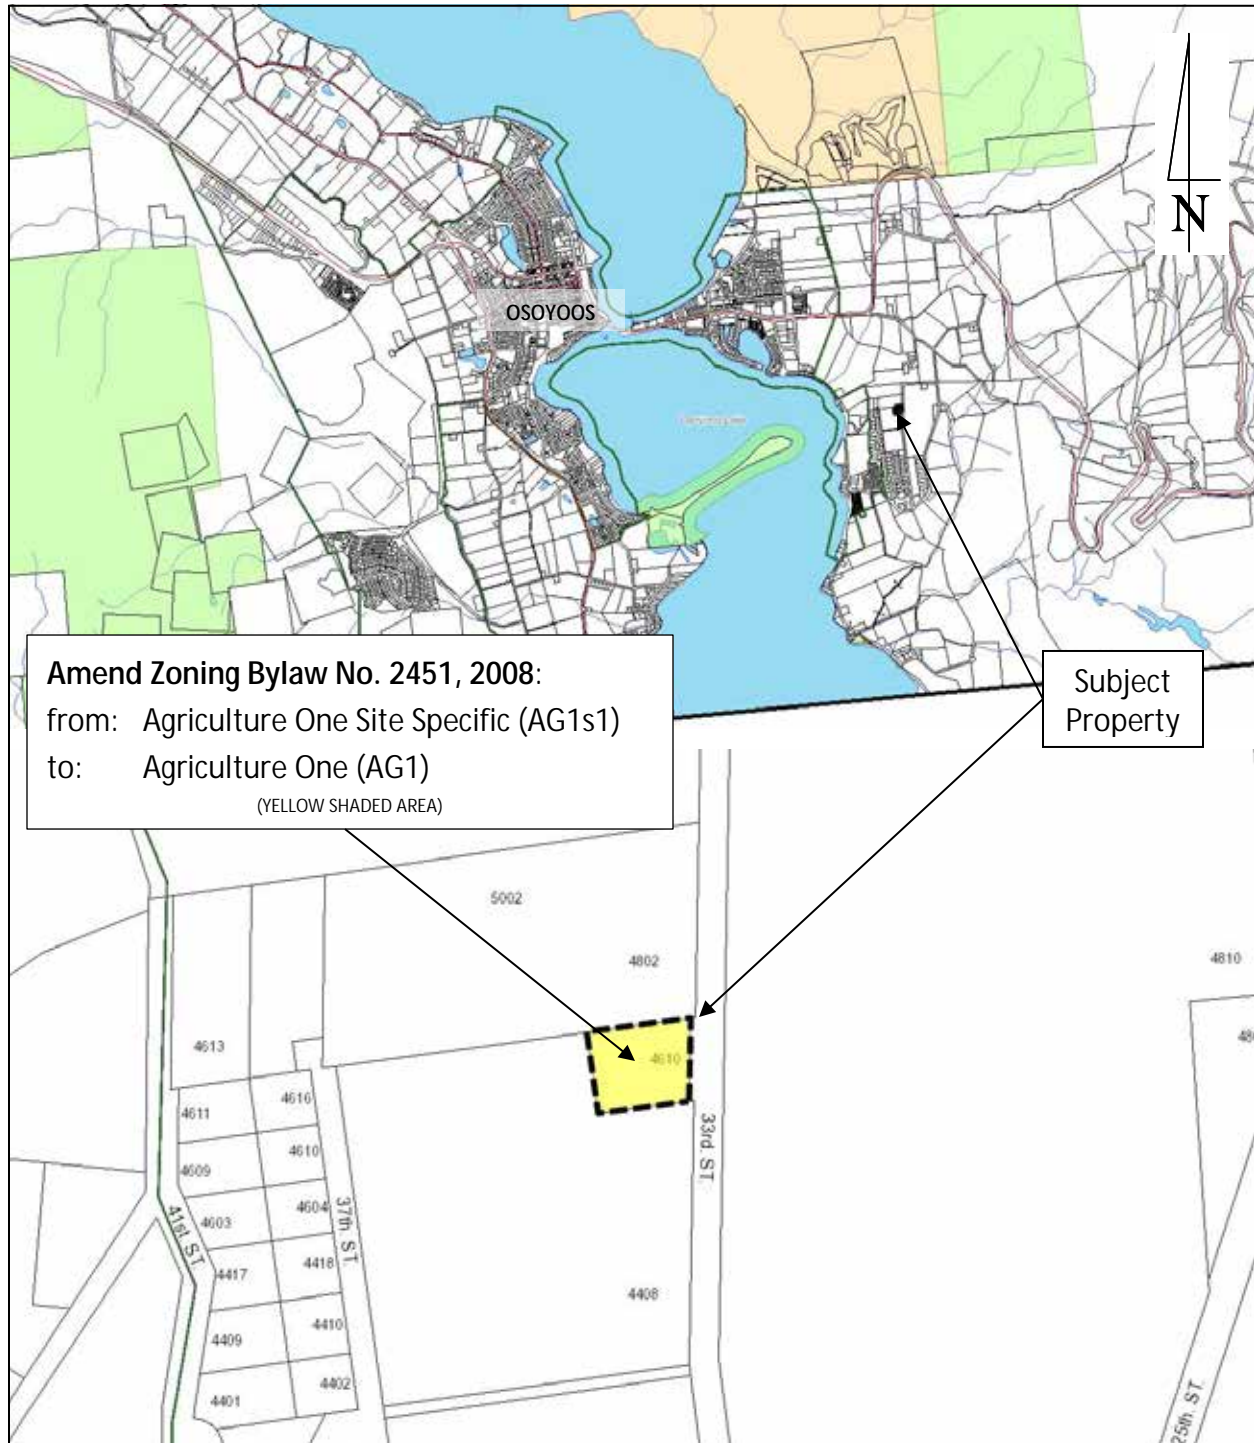 N
OSOYOOS
Amend Zoning Bylaw No. 2451, 2008:
from: Agriculture One Site Specific (AG1s1)
to: Agriculture One (AG1)
(YELLOW SHADED AREA)
Subject
Property
5002
4802
4810
4610
4613
4611
4616
4609
4610
4603
4604
4417
4418
4409
4410
4401
4402
4408
41st ST.
37th ST.
33rd. ST.
25th. ST.